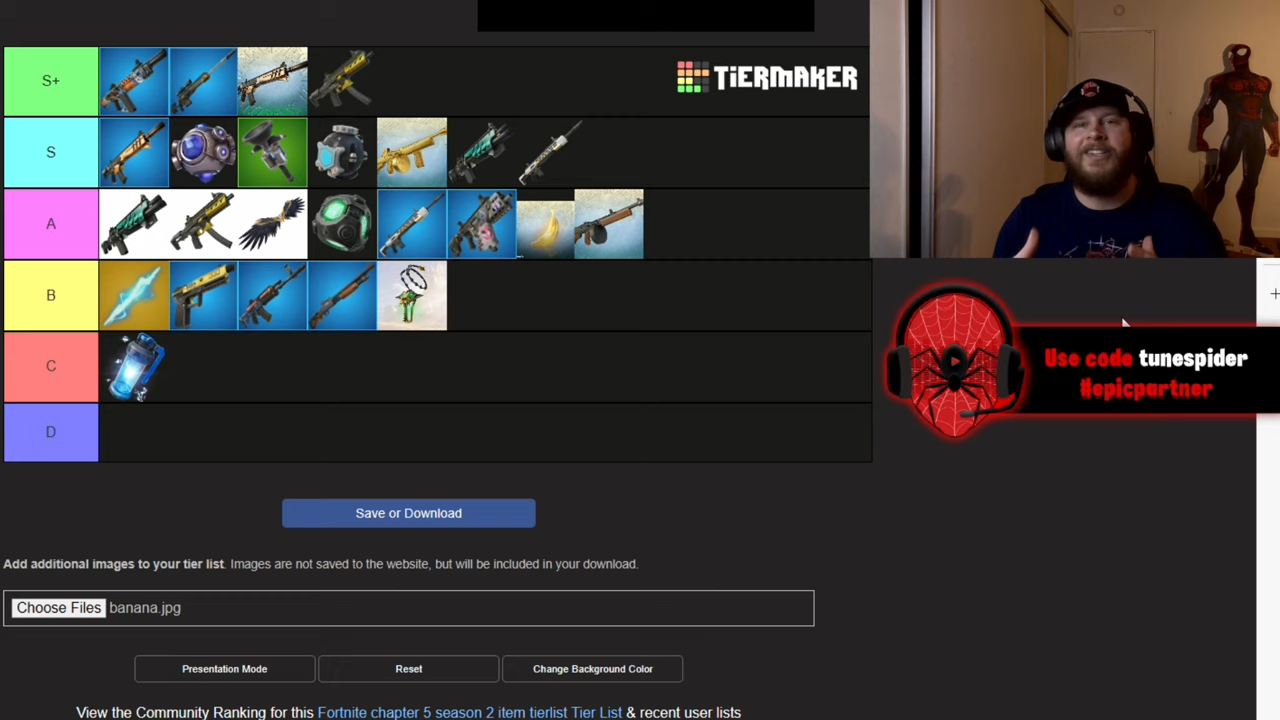 S+
TIERMAKER
S
A
B
Use code tunespider
#epicpartner
C
D
Save or Download
Add additional images to your tier list. Images are not saved to the website, but will be included in your download.
Choose Files banana.jpg
Presentation Mode
Reset
Change Background Color
View the Community Ranking for this Fortnite chapter 5 season 2 item tierlist Tier List & recent user lists